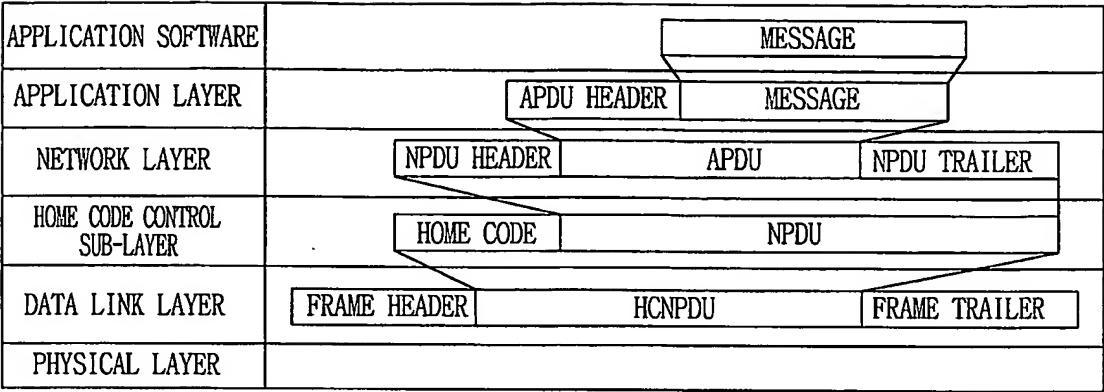 APPLICATION SOFTWARE
MESSAGE
APPLICATION LAYER
APDU HEADER
MESSAGE
NETWORK LAYER
NPDU HEADER
APDU
NPDU TRAILER
HOME CODE CONTROL
SUB-LAYER
HOME CODE
NPDU
DATA LINK LAYER
FRAME HEADER
HCNPDU
FRAME TRAILER
PHYSICAL LAYER